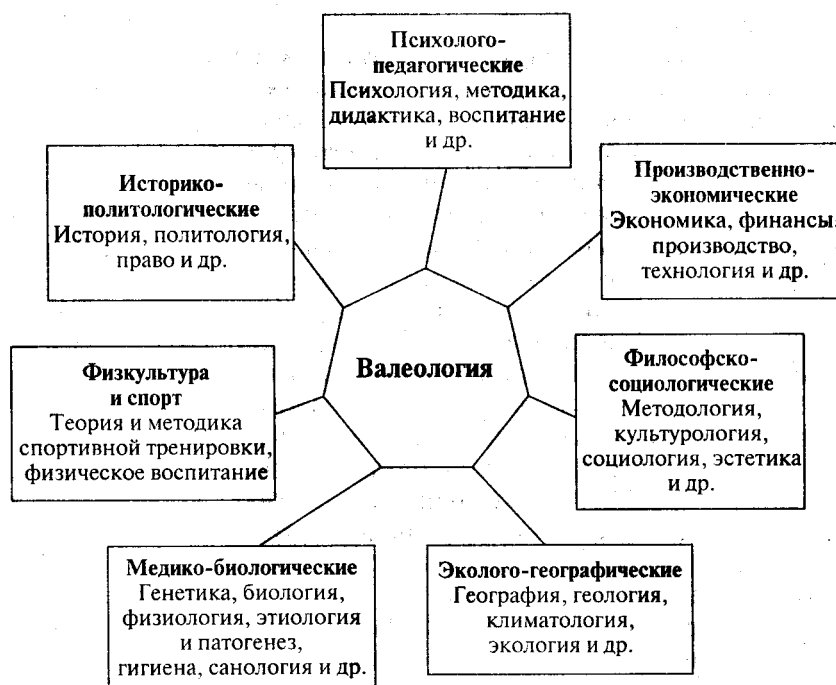 Психолого-
педагогические
Психология, методика,
дидактика, воспитание
и др.
Историко-
политологические
История, политология,
право и др.
Производственно-
экономические
Экономика, финансы,
производство,
технология и др.
Валеология
Физкультура
и спорт
Теория и методика
спортивной тренировки,
физическое воспитание
Философско-
социологические
Методология,
культурология,
социология, эстетика
и др.
Медико-биологические
Генетика, биология,
физиология, этиология
и патогенез,
гигиена, санология и др.
Эколого-географические
География, геология,
климатология,
экология и др.